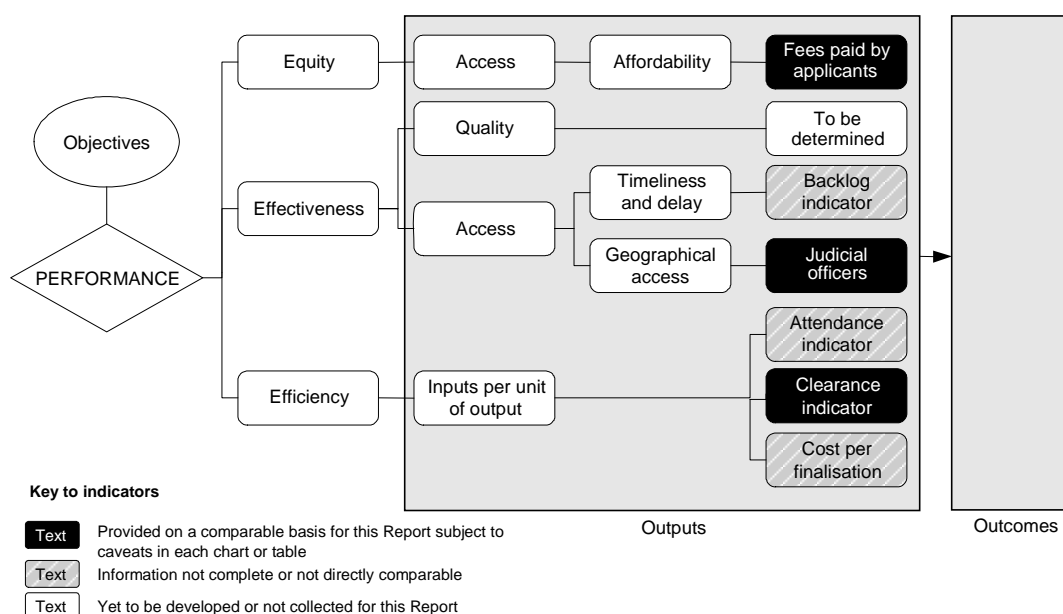 Equity
Access
Affordability
Fees paid by
applicants
Objectives
Quality
To be
determined
Effectiveness
Timeliness
and delay
Backlog
indicator
Access
Geographical
access
Judicial
officers
PERFORMANCE
Attendance
indicator
Efficiency
Inputs per unit
of output
Clearance
indicator
Cost per
finalisation
Key to indicators
Outputs
Outcomes
Text
Provided on a comparable basis for this Report subject to
caveats in each chart or table
Text
Information not complete or not directly comparable
Text
Yet to be developed or not collected for this Report